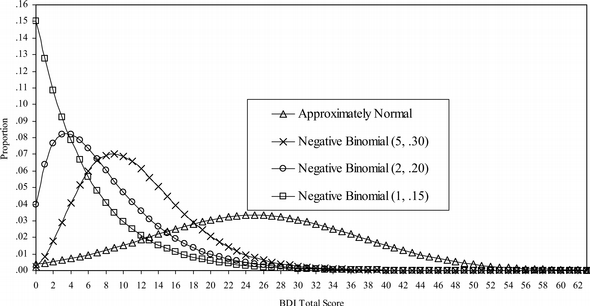 .16
.15
.14
.13
.12
.11
.10
.09
.08
.07
.06
.05
.04
.03
.02
.01
.00
Proportion
Approximately Normal
Negative Binomial (5, .30)
Negative Binomial (2, .20)
Negative Binomial (1, .15)
0 2 4 6 8 10 12 14 16 18 20 22 24 26 28 30 32 34 36 38 40 42 44 46 48 50 52 54 56 58 60 62
BDI Total Score